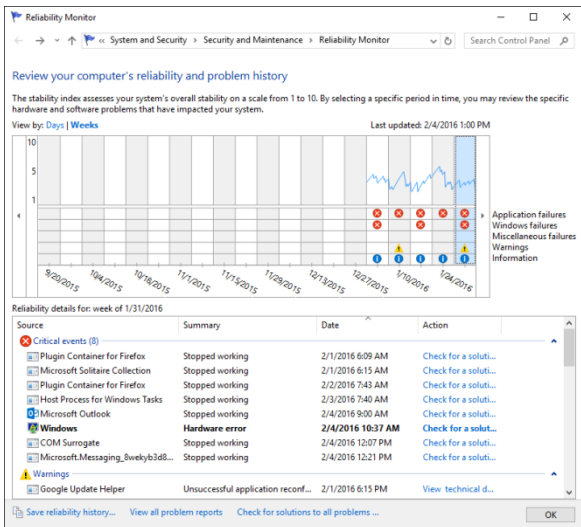 Reliability Monitor
« System and Security > Security and Maintenance > Reliability Monitor
Search Control Panel
Review your computer's reliability and problem history
The stability index assesses your system's overall stability on a scale from 1 to 10. By selecting a specific period in time, you may review the specific
hardware and software problems that have impacted your system.
View by: Days | Weeks Last updated: 2/4/2016 1:00 PM
10
5
1
Application failures
Windows failures
Miscellaneous failures
Warnings
Information
9/20/2015 10/4/2015 10/18/2015 11/1/2015 11/15/2015 11/29/2015 12/13/2015 12/27/2015 1/10/2016 1/24/2016
Reliability details for: week of 1/31/2016
Source Summary Date Action
Critical events (8)
Plugin Container for Firefox Stopped working 2/1/2016 6:09 AM Check for a soluti...
Microsoft Solitaire Collection Stopped working 2/1/2016 6:15 AM Check for a soluti...
Plugin Container for Firefox Stopped working 2/2/2016 7:43 AM Check for a soluti...
Host Process for Windows Tasks Stopped working 2/3/2016 7:40 AM Check for a soluti...
Microsoft Outlook Stopped working 2/4/2016 9:00 AM Check for a soluti...
Windows Hardware error 2/4/2016 10:37 AM Check for a solut...
COM Surrogate Stopped working 2/4/2016 12:07 PM Check for a soluti...
Microsoft.Messaging_8wekyb3d8... Stopped working 2/4/2016 12:21 PM Check for a soluti...
Warnings
Google Update Helper Unsuccessful application reconf... 2/1/2016 6:15 PM View technical d...
Save reliability history... View all problem reports Check for solutions to all problems ...
OK